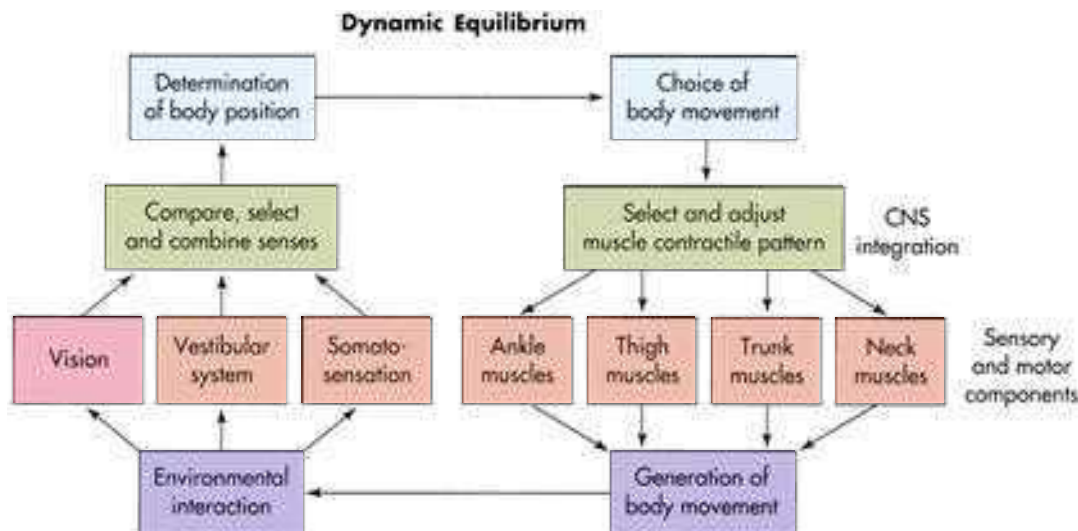 Dynamic Equilibrium
Determination
of body position
Choice of
body movement
Compare, select
and combine senses
Select and adjust
muscle contractile pattern
CNS
integration
Vision
Vestibular
system
Somato-
sensation
Ankle
muscles
Thigh
muscles
Trunk
muscles
Neck
muscles
Sensory
and motor
components
Environmental
interaction
Generation of
body movement